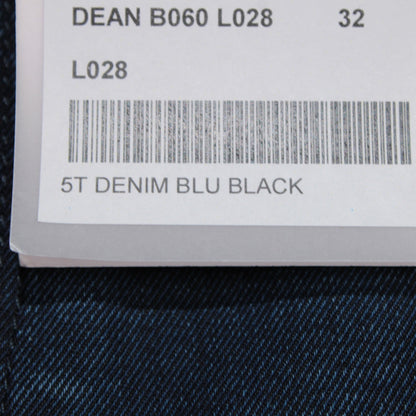 DEAN B060 L028 32
L028
5T DENIM BLU BLACK